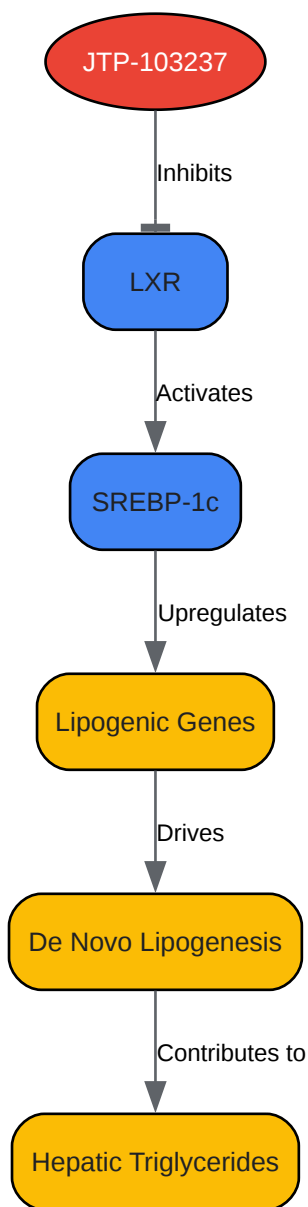 JTP-103237
Inhibits
LXR
Activates
SREBP-1c
Upregulates
Lipogenic Genes
Drives
De Novo Lipogenesis
Contributes to
Hepatic Triglycerides